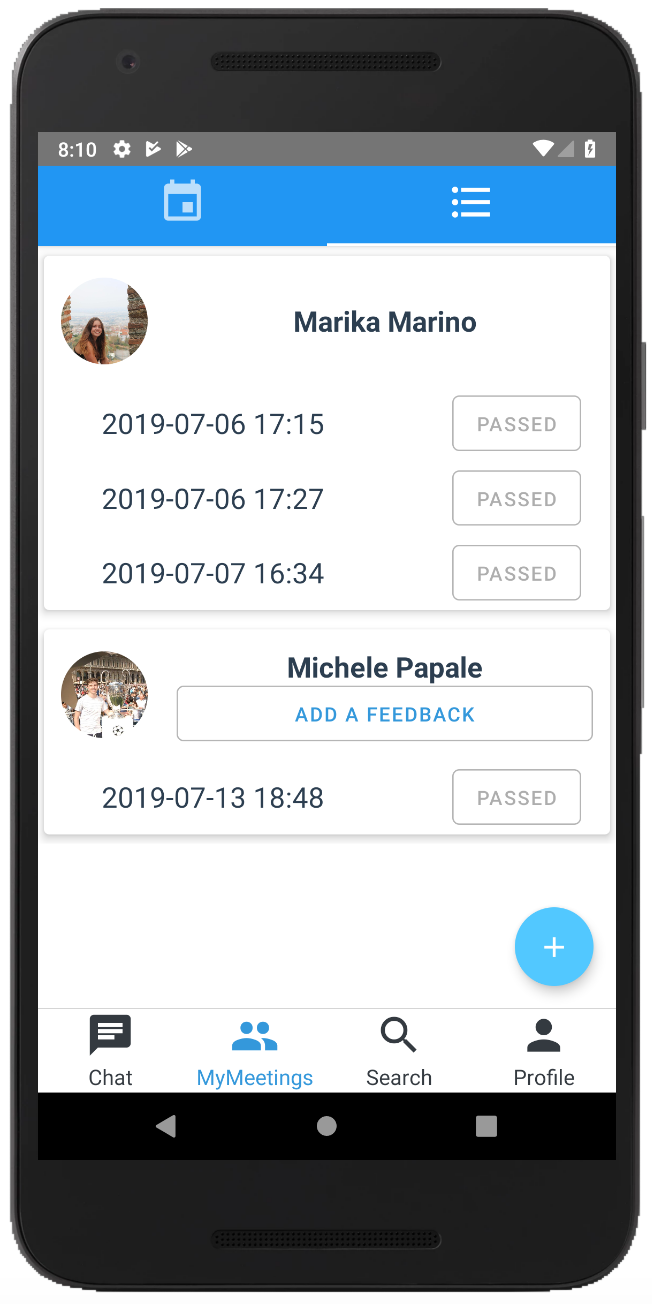 8:10
Marika Marino
2019-07-06 17:15 PASSED
2019-07-06 17:27 PASSED
2019-07-07 16:34 PASSED
Michele Papale
ADD A FEEDBACK
2019-07-13 18:48 PASSED
+
Chat MyMeetings Search Profile